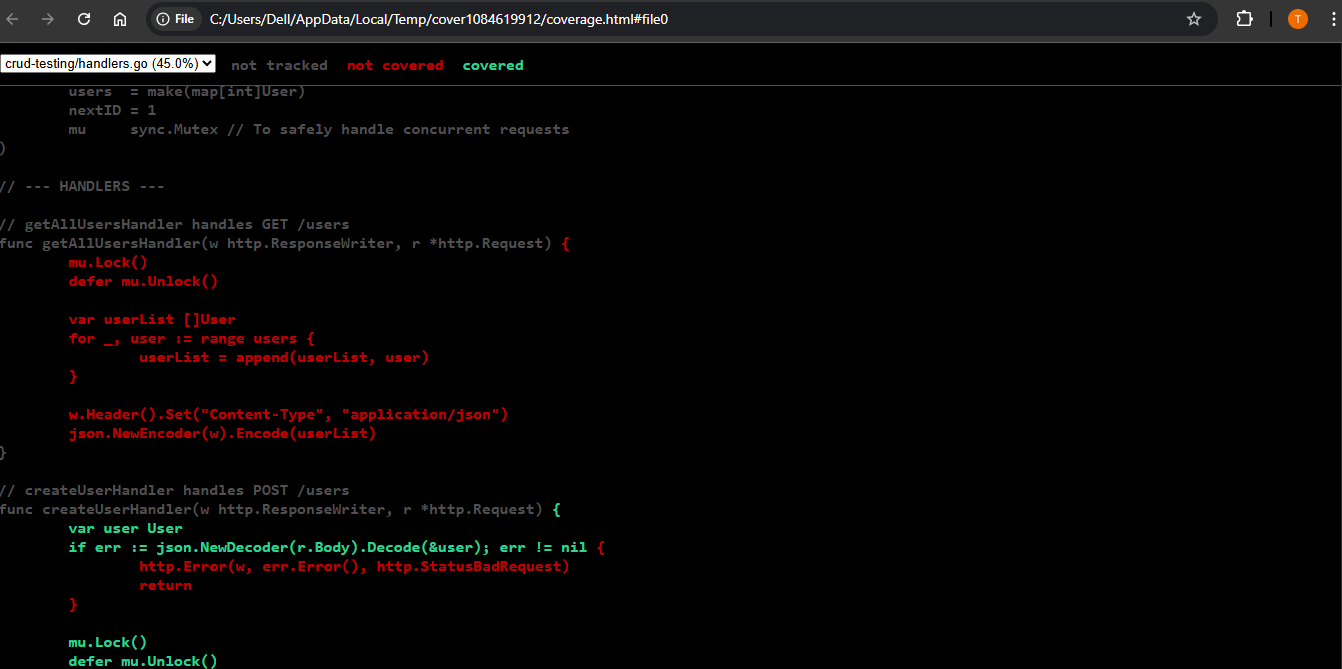 File C:/Users/Dell/AppData/Local/Temp/cover1084619912/coverage.html#file0
T
crud-testing/handlers.go (45.0%) not tracked not covered covered
users  = make(map[int]User)
nextID = 1
mu     sync.Mutex // To safely handle concurrent requests
)
// --- HANDLERS ---
// getAllUsersHandler handles GET /users
func getAllUsersHandler(w http.ResponseWriter, r *http.Request) {
mu.Lock()
defer mu.Unlock()
var userList []User
for _, user := range users {
userList = append(userList, user)
}
w.Header().Set("Content-Type", "application/json")
json.NewEncoder(w).Encode(userList)
}
// createUserHandler handles POST /users
func createUserHandler(w http.ResponseWriter, r *http.Request) {
var user User
if err := json.NewDecoder(r.Body).Decode(&user); err != nil {
http.Error(w, err.Error(), http.StatusBadRequest)
return
}
mu.Lock()
defer mu.Unlock()